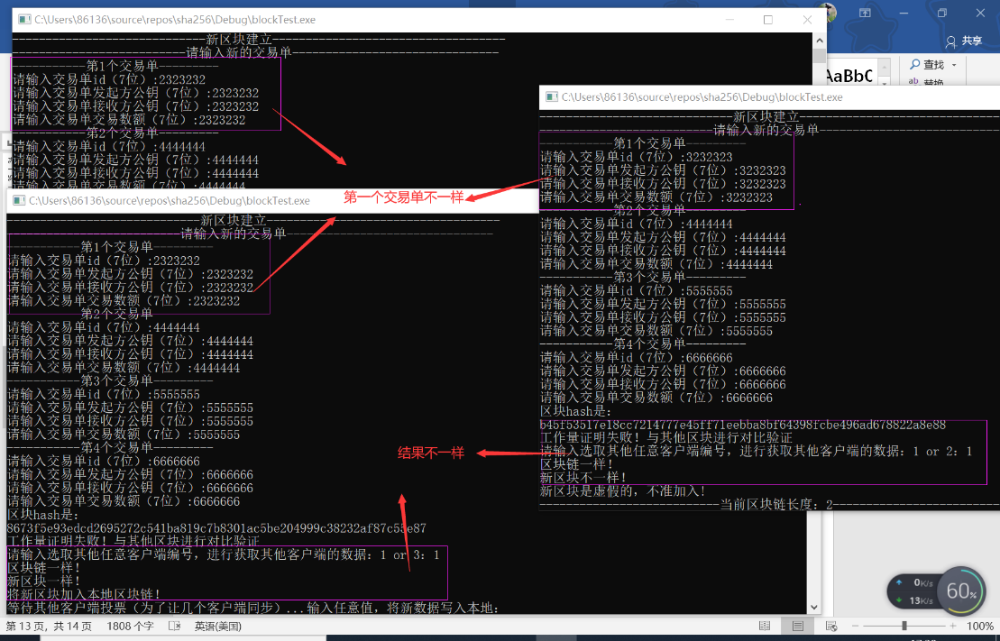 C:\Users\86136\source\repos\sha256\Debug\blockTest.exe
-----------------------------新区块建立-----------------------------------
--------------------------请输入新的交易单-------------------------------
-----------第1个交易单---------
请输入交易单id（7位）:2323232
请输入交易单发起方公钥（7位）:2323232
请输入交易单接收方公钥（7位）:2323232
请输入交易单交易数额（7位）:2323232
-----------第2个交易单---------
请输入交易单id（7位）:4444444
请输入交易单发起方公钥（7位）:4444444
请输入交易单接收方公钥（7位）:4444444
请输入交易单交易数额（7位）:4444444
共享
AaBbC
查找
替换
第一个交易单不一样
C:\Users\86136\source\repos\sha256\Debug\blockTest.exe
-----------------------------新区块建立-----------------------------------
--------------------------请输入新的交易单-------------------------------
-----------第1个交易单---------
请输入交易单id（7位）:2323232
请输入交易单发起方公钥（7位）:2323232
请输入交易单接收方公钥（7位）:2323232
请输入交易单交易数额（7位）:2323232
-----------第2个交易单---------
请输入交易单id（7位）:4444444
请输入交易单发起方公钥（7位）:4444444
请输入交易单接收方公钥（7位）:4444444
请输入交易单交易数额（7位）:4444444
-----------第3个交易单---------
请输入交易单id（7位）:5555555
请输入交易单发起方公钥（7位）:5555555
请输入交易单接收方公钥（7位）:5555555
请输入交易单交易数额（7位）:5555555
-----------第4个交易单---------
请输入交易单id（7位）:6666666
请输入交易单发起方公钥（7位）:6666666
请输入交易单接收方公钥（7位）:6666666
请输入交易单交易数额（7位）:6666666
区块hash是:
8673f5e93edcd2695272c541ba819c7b8301ac5be204999c38232af87c55e87
工作量证明失败！与其他区块进行对比验证
请输入选取其他任意客户端编号，进行获取其他客户端的数据：1 or 3：1
区块链一样！
新区块一样！
将新区块加入本地区块链！
等待其他客户端投票（为了让几个客户端同步）...输入任意值，将新数据写入本地：
结果不一样
C:\Users\86136\source\repos\sha256\Debug\blockTest.exe
-----------------------------新区块建立-----------------------------------
--------------------------请输入新的交易单-------------------------------
-----------第1个交易单---------
请输入交易单id（7位）:3232323
请输入交易单发起方公钥（7位）:3232323
请输入交易单接收方公钥（7位）:3232323
请输入交易单交易数额（7位）:3232323
-----------第2个交易单---------
请输入交易单id（7位）:4444444
请输入交易单发起方公钥（7位）:4444444
请输入交易单接收方公钥（7位）:4444444
请输入交易单交易数额（7位）:4444444
-----------第3个交易单---------
请输入交易单id（7位）:5555555
请输入交易单发起方公钥（7位）:5555555
请输入交易单接收方公钥（7位）:5555555
请输入交易单交易数额（7位）:5555555
-----------第4个交易单---------
请输入交易单id（7位）:6666666
请输入交易单发起方公钥（7位）:6666666
请输入交易单接收方公钥（7位）:6666666
请输入交易单交易数额（7位）:6666666
区块hash是:
b45f53517e18cc7214777e45ff71eebba8bf64398fcbe496ad678822a8e88
工作量证明失败！与其他区块进行对比验证
请输入选取其他任意客户端编号，进行获取其他客户端的数据：1 or 2：1
区块链一样！
新区块不一样！
新区块是虚假的，不准加入！
---------------------------当前区块链长度：2-------------------------
0K/s
13K/s
60%
第 13 页，共 14 页 1808 个字 英语(美国) 100%